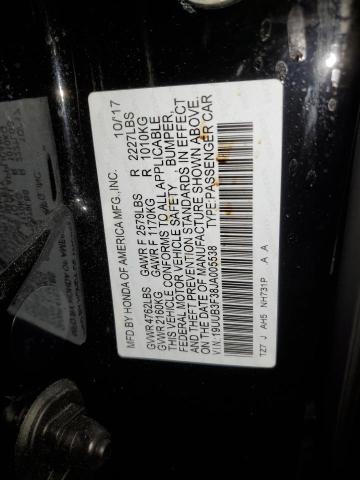 MFD. BY HONDA OF AMERICA MFG., INC. 10/17
GVWR 4762LBS GAWR F 2579LBS R 2227LBS
GVWR 2160KG GAWR F 1170KG R 1010KG
THIS VEHICLE CONFORMS TO ALL APPLICABLE
FEDERAL MOTOR VEHICLE SAFETY, BUMPER,
AND THEFT PREVENTION STANDARDS IN EFFECT
ON THE DATE OF MANUFACTURE SHOWN ABOVE.
VIN: 19UUB3F38JA005538 TYPE:PASSENGER CAR
TZ7 J AH5 NH731P A A